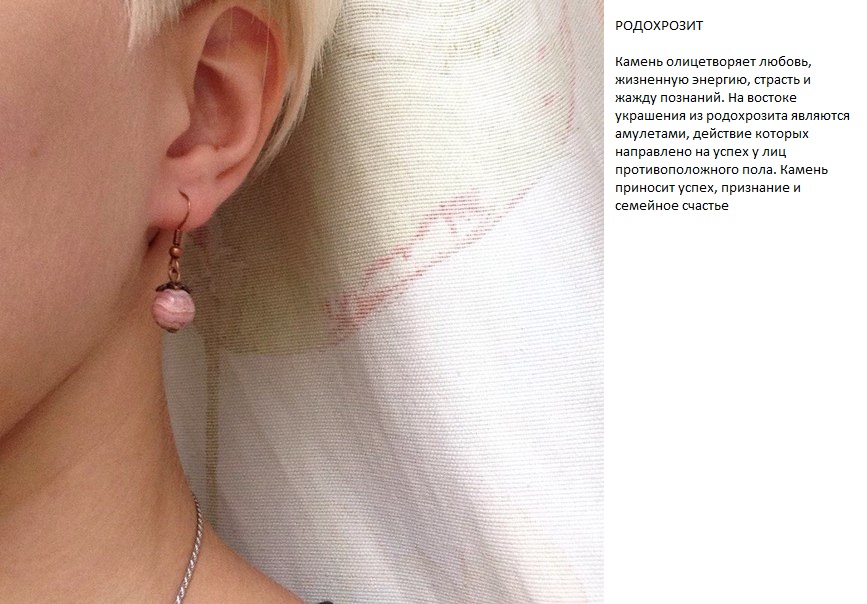 РОДОХРОЗИТ
Камень олицетворяет любовь,
жизненную энергию, страсть и
жажду познаний. На востоке
украшения из родохрозита являются
амулетами, действие которых
направлено на успех у лиц
противоположного пола. Камень
приносит успех, признание и
семейное счастье